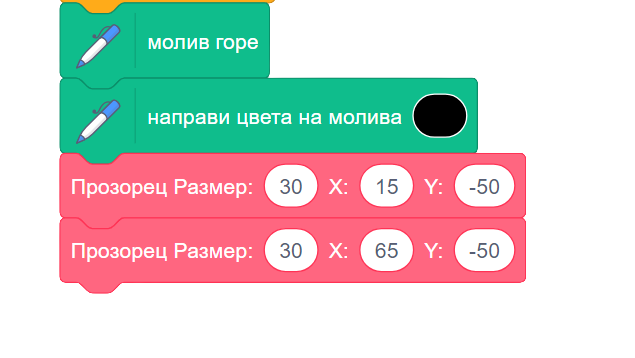 молив горе
направи цвета на молива
Прозорец Размер: 30 X: 15 Y: -50
Прозорец Размер: 30 X: 65 Y: -50